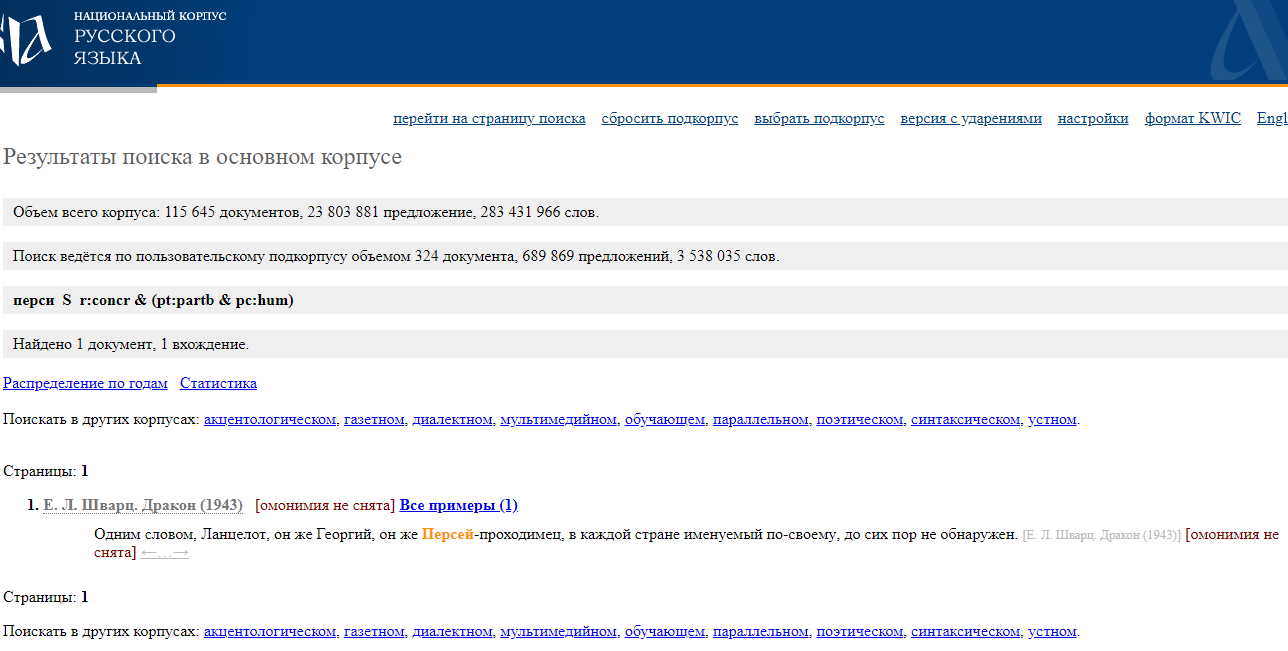 НАЦИОНАЛЬНЫЙ КОРПУС
РУССКОГО
ЯЗЫКА
перейти на страницу поиска сбросить подкорпус выбрать подкорпус версия с ударениями настройки формат KWIC Engl
Результаты поиска в основном корпусе
Объем всего корпуса: 115 645 документов, 23 803 881 предложение, 283 431 966 слов.
Поиск ведётся по пользовательскому подкорпусу объемом 324 документа, 689 869 предложений, 3 538 035 слов.
перси S r:concr & (pt:partb & pc:hum)
Найдено 1 документ, 1 вхождение.
Распределение по годам Статистика
Поискать в других корпусах: акцентологическом, газетном, диалектном, мультимедийном, обучающем, параллельном, поэтическом, синтаксическом, устном.
Страницы: 1
1. Е. Л. Шварц. Дракон (1943) [омонимия не снята] Все примеры (1)
Одним словом, Ланцелот, он же Георгий, он же Персей-проходимец, в каждой стране именуемый по-своему, до сих пор не обнаружен. [Е. Л. Шварц. Дракон (1943)] [омонимия не
снята] ←…→
Страницы: 1
Поискать в других корпусах: акцентологическом, газетном, диалектном, мультимедийном, обучающем, параллельном, поэтическом, синтаксическом, устном.